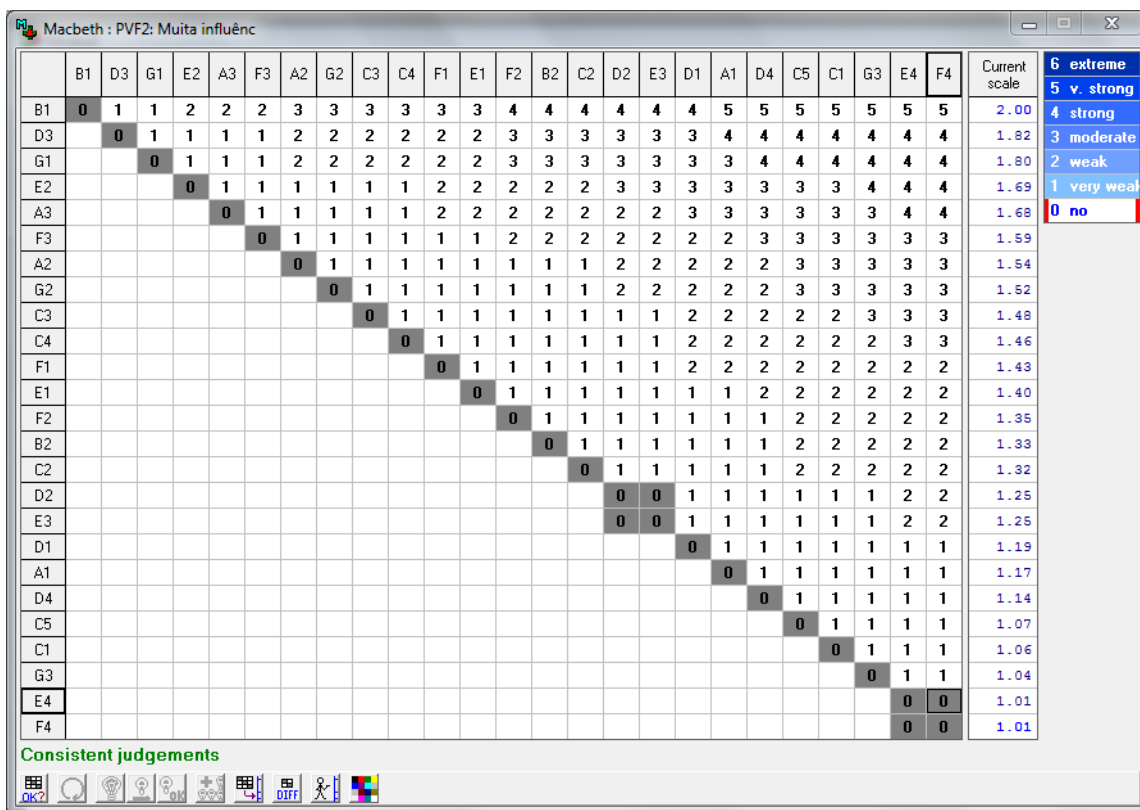 Macbeth : PVF2: Muita influênc
B1 D3 G1 E2 A3 F3 A2 G2 C3 C4 F1 E1 F2 B2 C2 D2 E3 D1 A1 D4 C5 C1 G3 E4 F4 Current scale
B1 0 1 1 2 2 2 3 3 3 3 3 3 4 4 4 4 4 4 5 5 5 5 5 5 5 2.00
D3 0 1 1 1 1 2 2 2 2 2 2 3 3 3 3 3 3 4 4 4 4 4 4 4 1.82
G1 0 1 1 1 2 2 2 2 2 2 3 3 3 3 3 3 3 4 4 4 4 4 4 1.80
E2 0 1 1 1 1 1 1 2 2 2 2 2 3 3 3 3 3 3 3 4 4 4 1.69
A3 0 1 1 1 1 1 2 2 2 2 2 2 2 3 3 3 3 3 3 4 4 1.68
F3 0 1 1 1 1 1 1 2 2 2 2 2 2 2 3 3 3 3 3 3 1.59
A2 0 1 1 1 1 1 1 1 1 2 2 2 2 2 3 3 3 3 3 1.54
G2 0 1 1 1 1 1 1 1 2 2 2 2 2 3 3 3 3 3 1.52
C3 0 1 1 1 1 1 1 1 1 2 2 2 2 2 3 3 3 1.48
C4 0 1 1 1 1 1 1 1 2 2 2 2 2 2 3 3 1.46
F1 0 1 1 1 1 1 1 2 2 2 2 2 2 2 2 1.43
E1 0 1 1 1 1 1 1 1 2 2 2 2 2 2 1.40
F2 0 1 1 1 1 1 1 1 2 2 2 2 2 1.35
B2 0 1 1 1 1 1 1 2 2 2 2 2 1.33
C2 0 1 1 1 1 1 2 2 2 2 2 1.32
D2 0 0 1 1 1 1 1 1 2 2 1.25
E3 0 0 1 1 1 1 1 1 2 2 1.25
D1 0 1 1 1 1 1 1 1 1.19
A1 0 1 1 1 1 1 1 1.17
D4 0 1 1 1 1 1 1.14
C5 0 1 1 1 1 1.07
C1 0 1 1 1 1.06
G3 0 1 1 1.04
E4 0 0 1.01
F4 0 0 1.01
6 extreme
5 v. strong
4 strong
3 moderate
2 weak
1 very weak
0 no
Consistent judgements
OK? OK DIFF